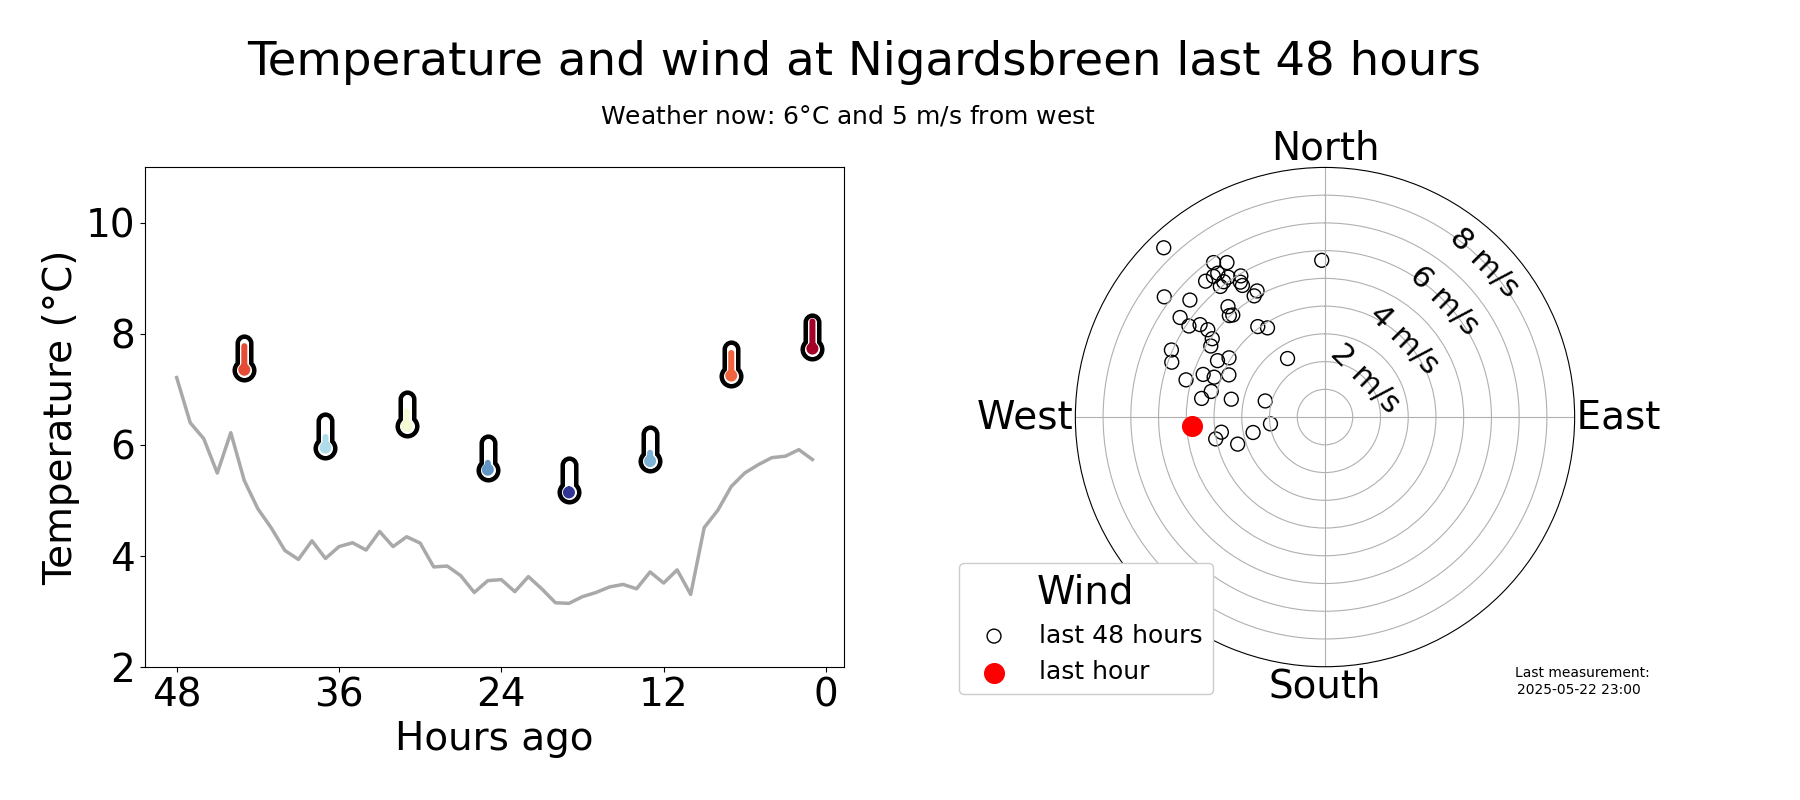 Temperature and wind at Nigardsbreen last 48 hours
Weather now: 6°C and 5 m/s from west
Temperature (°C)
10
8
6
4
2
48 36 24 12 0
Hours ago
North
West
East
South
8 m/s
6 m/s
4 m/s
2 m/s
Wind
last 48 hours
last hour
Last measurement:
2025-05-22 23:00